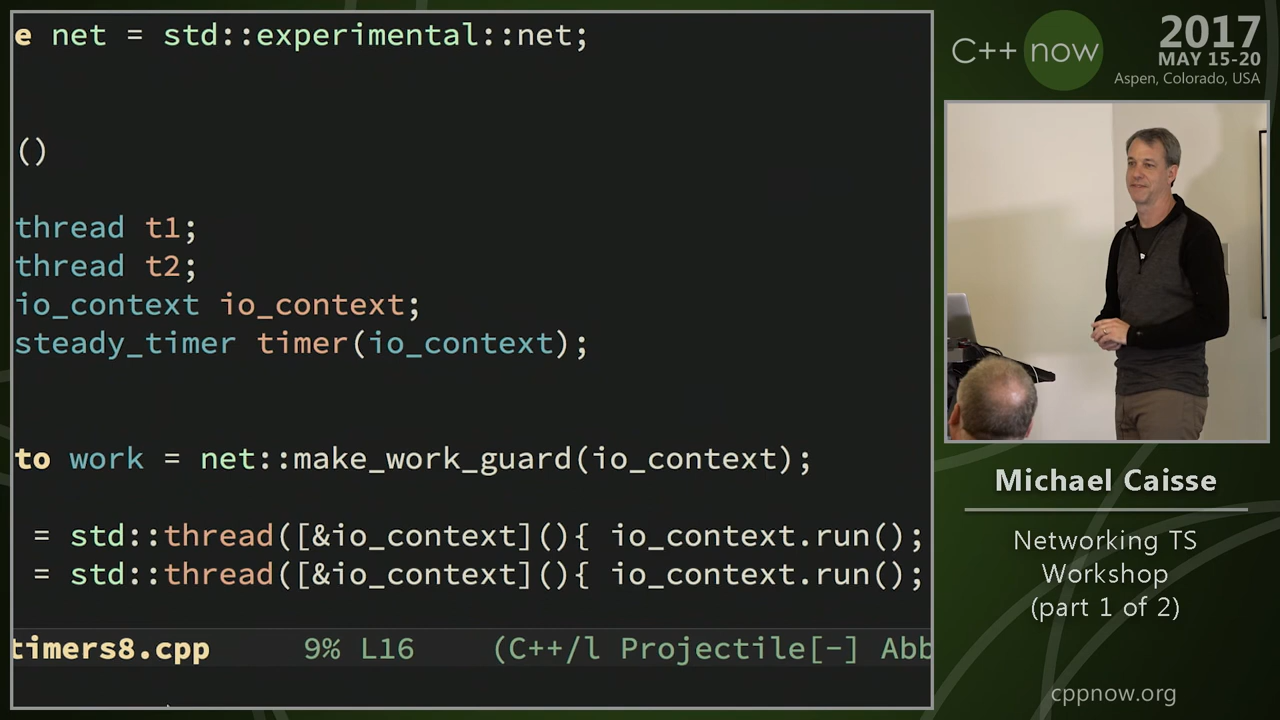 e net = std::experimental::net;
()
thread t1;
thread t2;
io_context io_context;
steady_timer timer(io_context);
to work = net::make_work_guard(io_context);
= std::thread([&io_context](){ io_context.run();
= std::thread([&io_context](){ io_context.run();
timers8.cpp 9% L16 (C++/l Projectile[-] Abb
C++ now
2017
MAY 15-20
Aspen, Colorado, USA
Michael Caisse
Networking TS
Workshop
(part 1 of 2)
cppnow.org